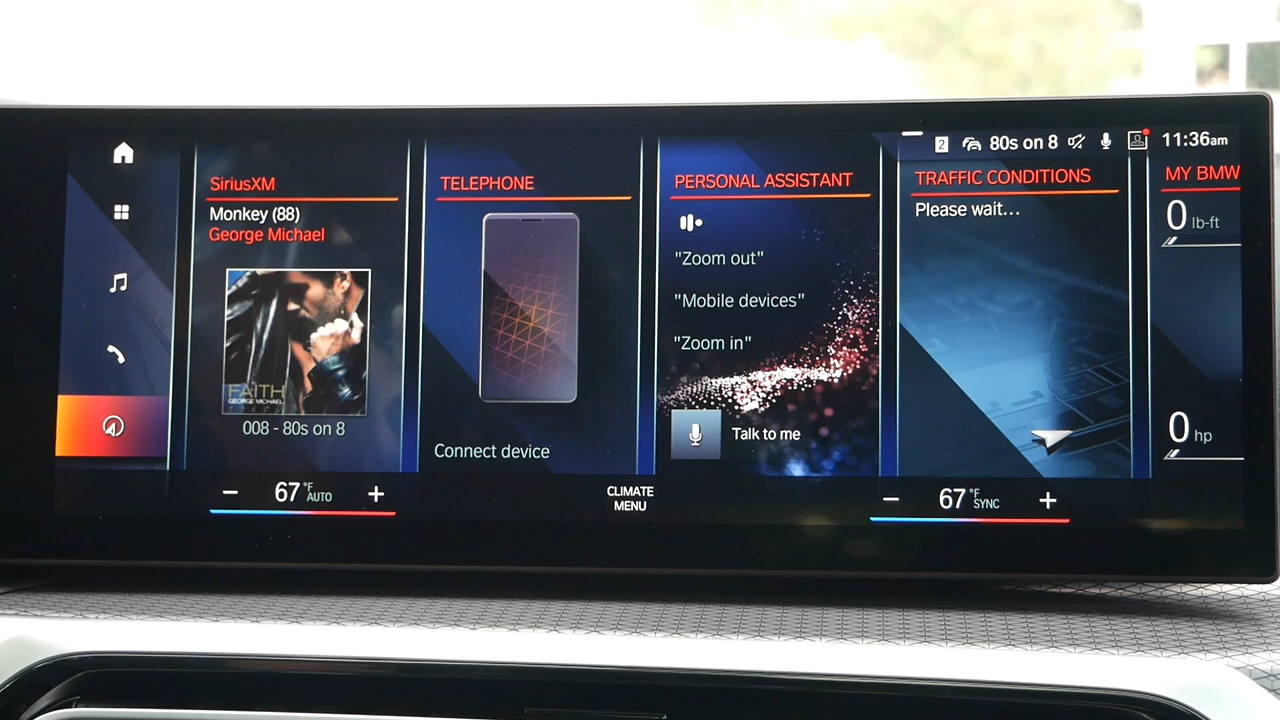 2 80s on 8 11:36am
SiriusXM
Monkey (88)
George Michael
FAITH
GEORGE MICHAEL
008 - 80s on 8
TELEPHONE
Connect device
PERSONAL ASSISTANT
"Zoom out"
"Mobile devices"
"Zoom in"
Talk to me
TRAFFIC CONDITIONS
Please wait...
MY BMW
0 lb-ft
0 hp
− 67 °F AUTO +
CLIMATE
MENU
− 67 °F SYNC +